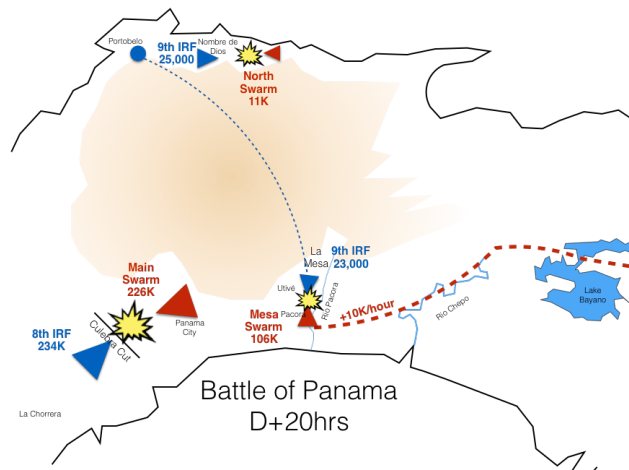 Portobelo
9th IRF
25,000
Nombre de
Dios
North
Swarm
11K
La
Mesa
9th IRF
23,000
Utivé
Rio Pacora
Pacora
Mesa
Swarm
106K
+10K/hour
Rio Chepo
Lake
Bayano
Main
Swarm
226K
Panama
City
Culebra Cut
8th IRF
234K
La Chorrera
Battle of Panama
D+20hrs